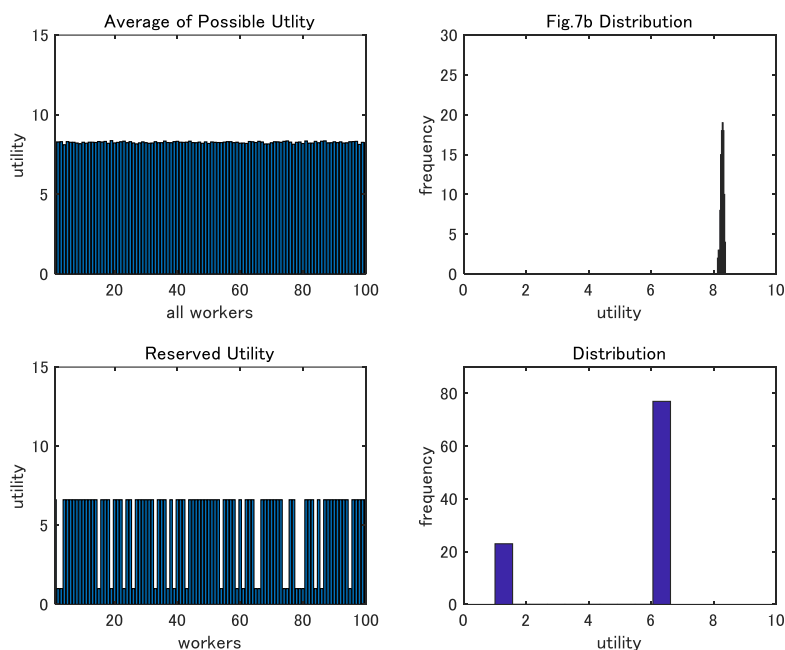 Average of Possible Utlity
15
10
5
0
utility
20 40 60 80 100
all workers
Fig.7b Distribution
30
25
20
15
10
5
0
frequency
0 2 4 6 8 10
utility
Reserved Utility
15
10
5
0
utility
20 40 60 80 100
workers
Distribution
80
60
40
20
0
frequency
0 2 4 6 8 10
utility